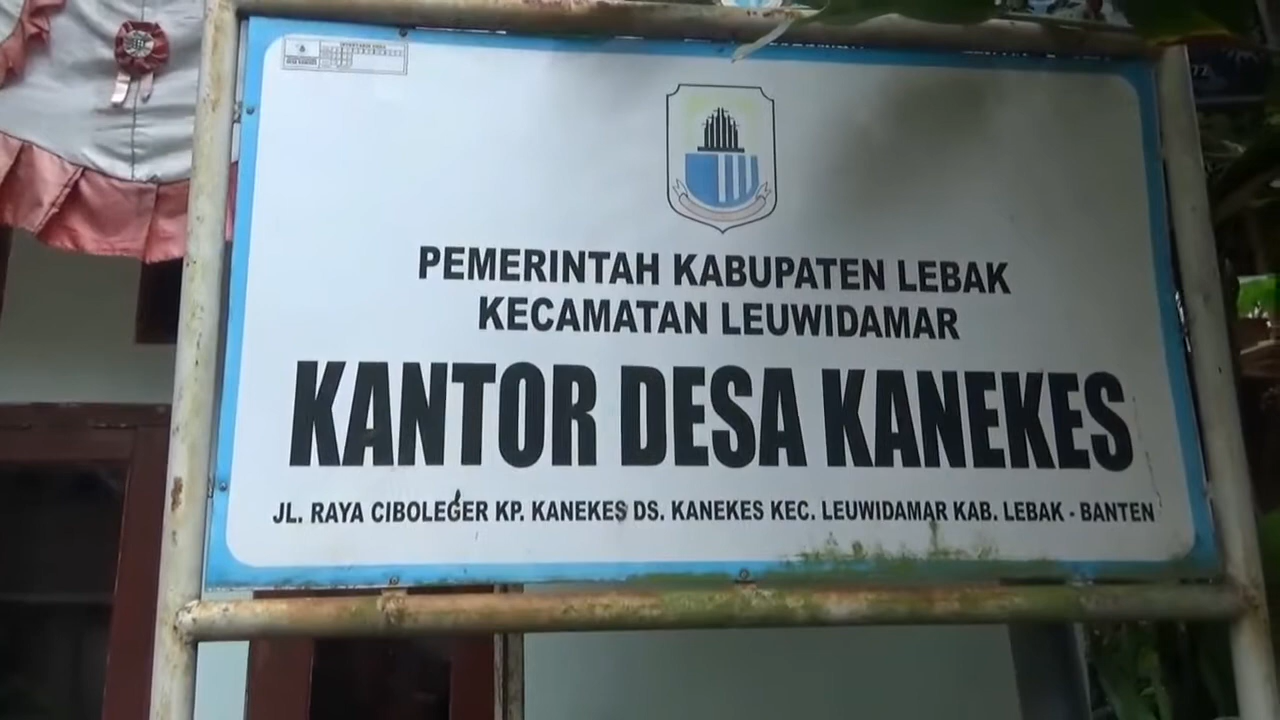 PEMERINTAH KABUPATEN LEBAK
KECAMATAN LEUWIDAMAR
KANTOR DESA KANEKES
JL. RAYA CIBOLEGER KP. KANEKES DS. KANEKES KEC. LEUWIDAMAR KAB. LEBAK - BANTEN